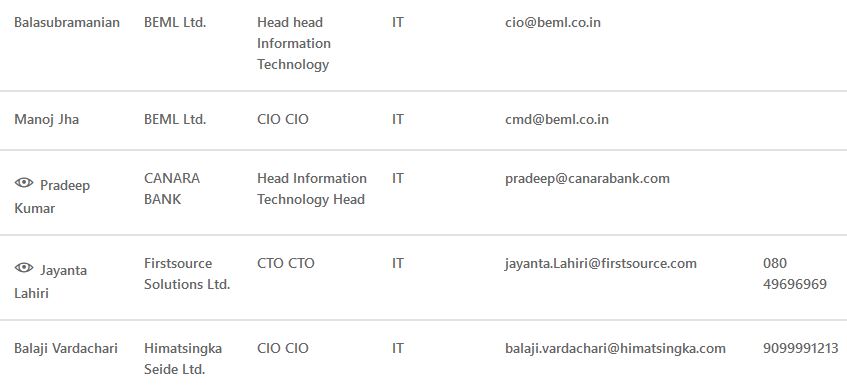 Balasubramanian BEML Ltd. Head head IT cio@beml.co.in
Information
Technology
Manoj Jha BEML Ltd. CIO CIO IT cmd@beml.co.in
Pradeep CANARA Head Information IT pradeep@canarabank.com
Kumar BANK Technology Head
Jayanta Firstsource CTO CTO IT jayanta.Lahiri@firstsource.com 080
Lahiri Solutions Ltd. 49696969
Balaji Vardachari Himatsingka CIO CIO IT balaji.vardachari@himatsingka.com 9099991213
Seide Ltd.